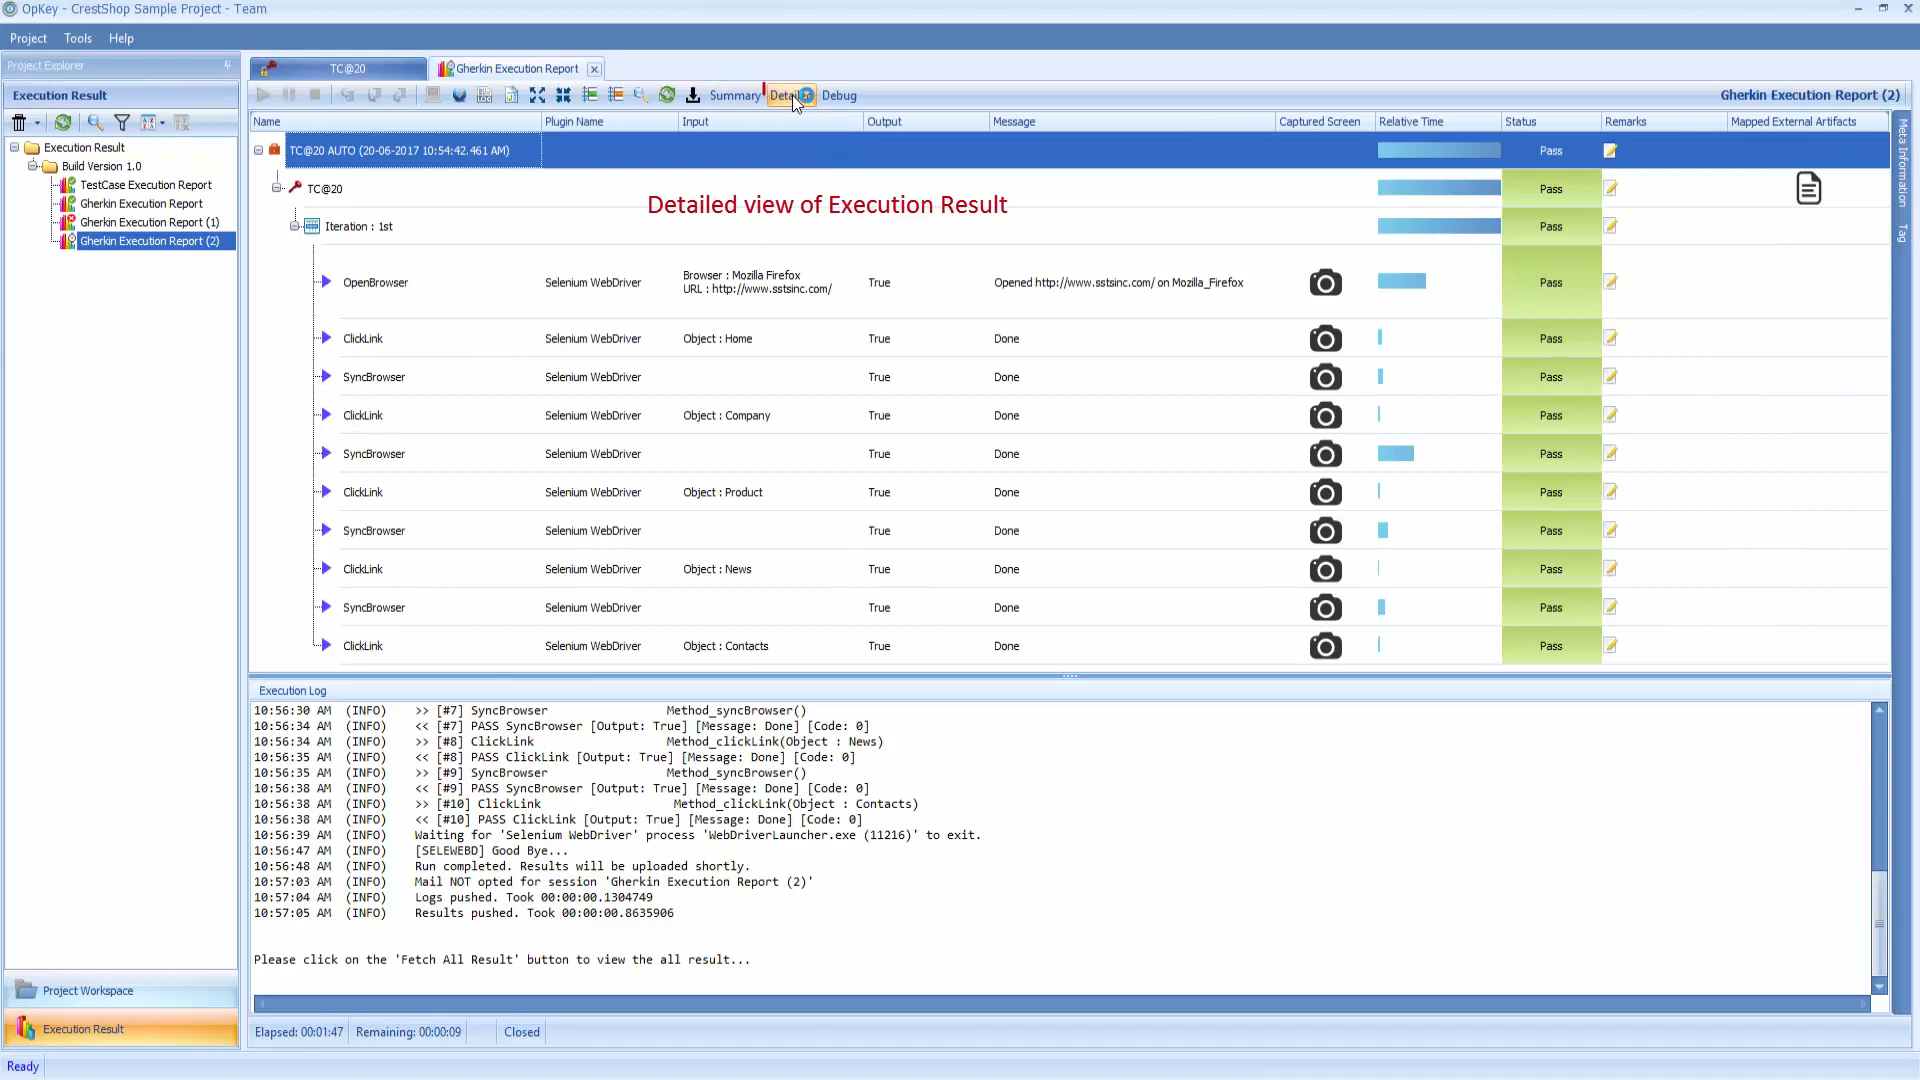 OpKey - CrestShop Sample Project - Team
Project Tools Help
Project Explorer
TC@20
Gherkin Execution Report
Execution Result
Summary
Debug
Gherkin Execution Report (2)
Name Plugin Name Input Output Message Captured Screen Relative Time Status Remarks Mapped External Artifacts
Execution Result
Build Version 1.0
TestCase Execution Report
Gherkin Execution Report
Gherkin Execution Report (1)
Gherkin Execution Report (2)
TC@20 AUTO (20-06-2017 10:54:42.461 AM) Pass
TC@20 Pass
Detailed view of Execution Result
Iteration : 1st Pass
OpenBrowser Selenium WebDriver Browser : Mozilla Firefox
URL : http://www.sstsinc.com/ True Opened http://www.sstsinc.com/ on Mozilla_Firefox Pass
ClickLink Selenium WebDriver Object : Home True Done Pass
SyncBrowser Selenium WebDriver True Done Pass
ClickLink Selenium WebDriver Object : Company True Done Pass
SyncBrowser Selenium WebDriver True Done Pass
ClickLink Selenium WebDriver Object : Product True Done Pass
SyncBrowser Selenium WebDriver True Done Pass
ClickLink Selenium WebDriver Object : News True Done Pass
SyncBrowser Selenium WebDriver True Done Pass
ClickLink Selenium WebDriver Object : Contacts True Done Pass
Meta Information
Tag
Execution Log
10:56:30 AM (INFO) >> [#7] SyncBrowser Method_syncBrowser()
10:56:34 AM (INFO) << [#7] PASS SyncBrowser [Output: True] [Message: Done] [Code: 0]
10:56:34 AM (INFO) >> [#8] ClickLink Method_clickLink(Object : News)
10:56:35 AM (INFO) << [#8] PASS ClickLink [Output: True] [Message: Done] [Code: 0]
10:56:35 AM (INFO) >> [#9] SyncBrowser Method_syncBrowser()
10:56:38 AM (INFO) << [#9] PASS SyncBrowser [Output: True] [Message: Done] [Code: 0]
10:56:38 AM (INFO) >> [#10] ClickLink Method_clickLink(Object : Contacts)
10:56:38 AM (INFO) << [#10] PASS ClickLink [Output: True] [Message: Done] [Code: 0]
10:56:39 AM (INFO) Waiting for 'Selenium WebDriver' process 'WebDriverLauncher.exe (11216)' to exit.
10:56:47 AM (INFO) [SELEWEBD] Good Bye...
10:56:48 AM (INFO) Run completed. Results will be uploaded shortly.
10:57:03 AM (INFO) Mail NOT opted for session 'Gherkin Execution Report (2)'
10:57:04 AM (INFO) Logs pushed. Took 00:00:00.1304749
10:57:05 AM (INFO) Results pushed. Took 00:00:00.8635906
Please click on the 'Fetch All Result' button to view the all result...
Project Workspace
Execution Result
Elapsed: 00:01:47 Remaining: 00:00:09 Closed
Ready